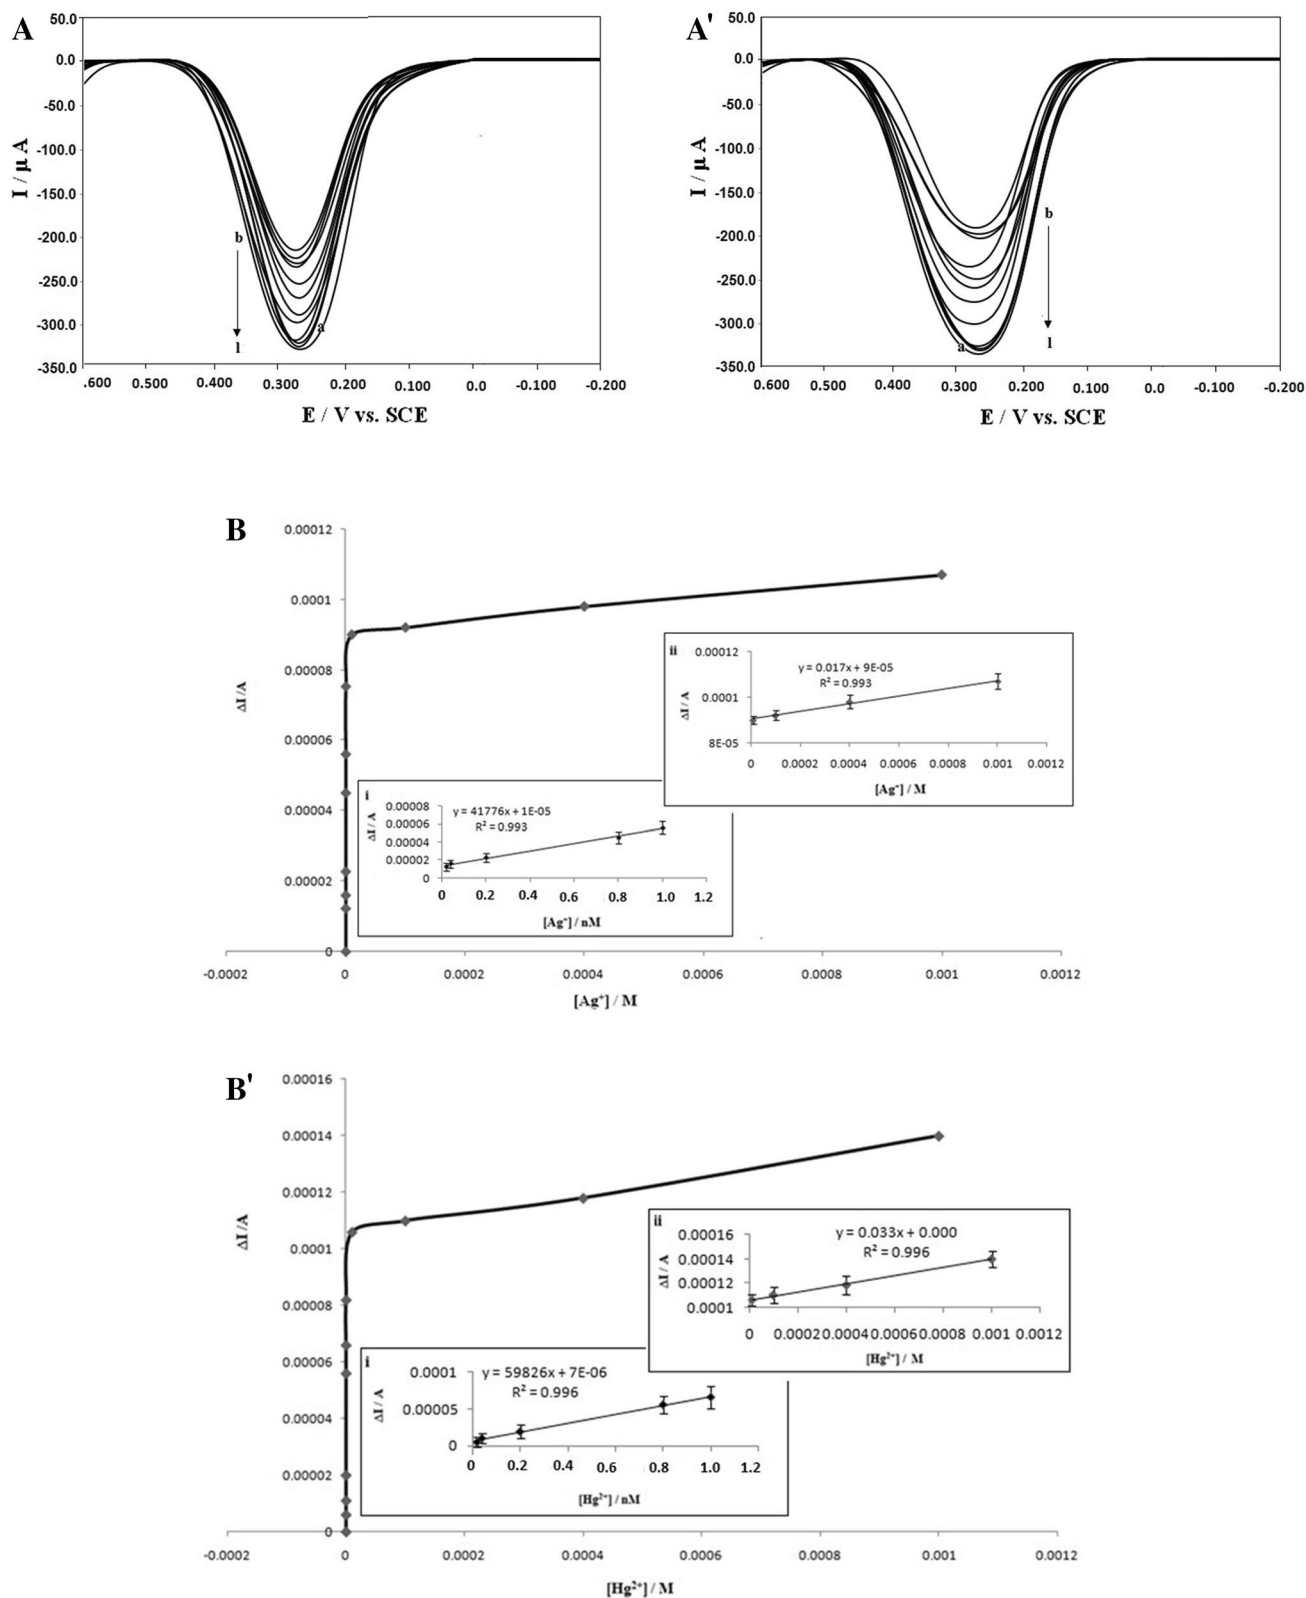 A
50.0
0.0
-50.0
-100.0
-150.0
-200.0
-250.0
-300.0
-350.0
I / µ A
b
a
l
.600 0.500 0.400 0.300 0.200 0.100 0.0 -0.100 -0.200
E / V vs. SCE
A'
50.0
0.0
-50.0
-100.0
-150.0
-200.0
-250.0
-300.0
-350.0
I / µ A
b
a
l
0.600 0.500 0.400 0.300 0.200 0.100 0.0 -0.100 -0.200
E / V vs. SCE
B
0.00012
0.0001
0.00008
0.00006
0.00004
0.00002
0
ΔI /A
-0.0002 0 0.0002 0.0004 0.0006 0.0008 0.001 0.0012
[Ag⁺] / M
ii
0.00012
0.0001
8E-05
ΔI / A
y = 0.017x + 9E-05
R² = 0.993
0 0.0002 0.0004 0.0006 0.0008 0.001 0.0012
[Ag⁺] / M
i
0.00008
0.00006
0.00004
0.00002
0
ΔI / A
y = 41776x + 1E-05
R² = 0.993
0 0.2 0.4 0.6 0.8 1.0 1.2
[Ag⁺] / nM
B'
0.00016
0.00014
0.00012
0.0001
0.00008
0.00006
0.00004
0.00002
0
ΔI /A
-0.0002 0 0.0002 0.0004 0.0006 0.0008 0.001 0.0012
[Hg²⁺] / M
ii
0.00016
0.00014
0.00012
0.0001
ΔI / A
y = 0.033x + 0.000
R² = 0.996
0 0.0002 0.0004 0.0006 0.0008 0.001 0.0012
[Hg²⁺] / M
i
0.0001
0.00005
0
ΔI / A
y = 59826x + 7E-06
R² = 0.996
0 0.2 0.4 0.6 0.8 1.0 1.2
[Hg²⁺] / nM